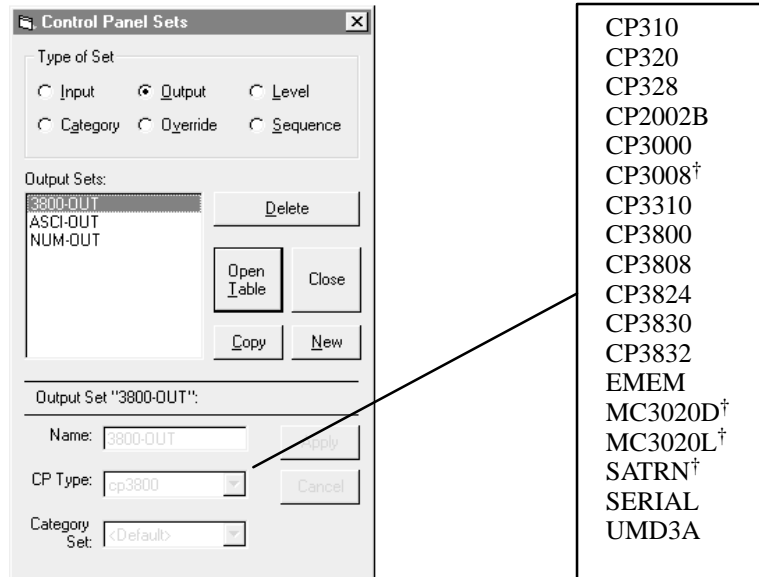 Control Panel Sets
Type of Set
Input Output Level
Category Override Sequence
Output Sets:
3800-OUT
ASCI-OUT
NUM-OUT
Delete
Open Table
Close
Copy
New
Output Set "3800-OUT":
Name: 3800-OUT
Apply
CP Type: cp3800
Cancel
Category Set: <Default>
CP310
CP320
CP328
CP2002B
CP3000
CP3008†
CP3310
CP3800
CP3808
CP3824
CP3830
CP3832
EMEM
MC3020D†
MC3020L†
SATRN†
SERIAL
UMD3A